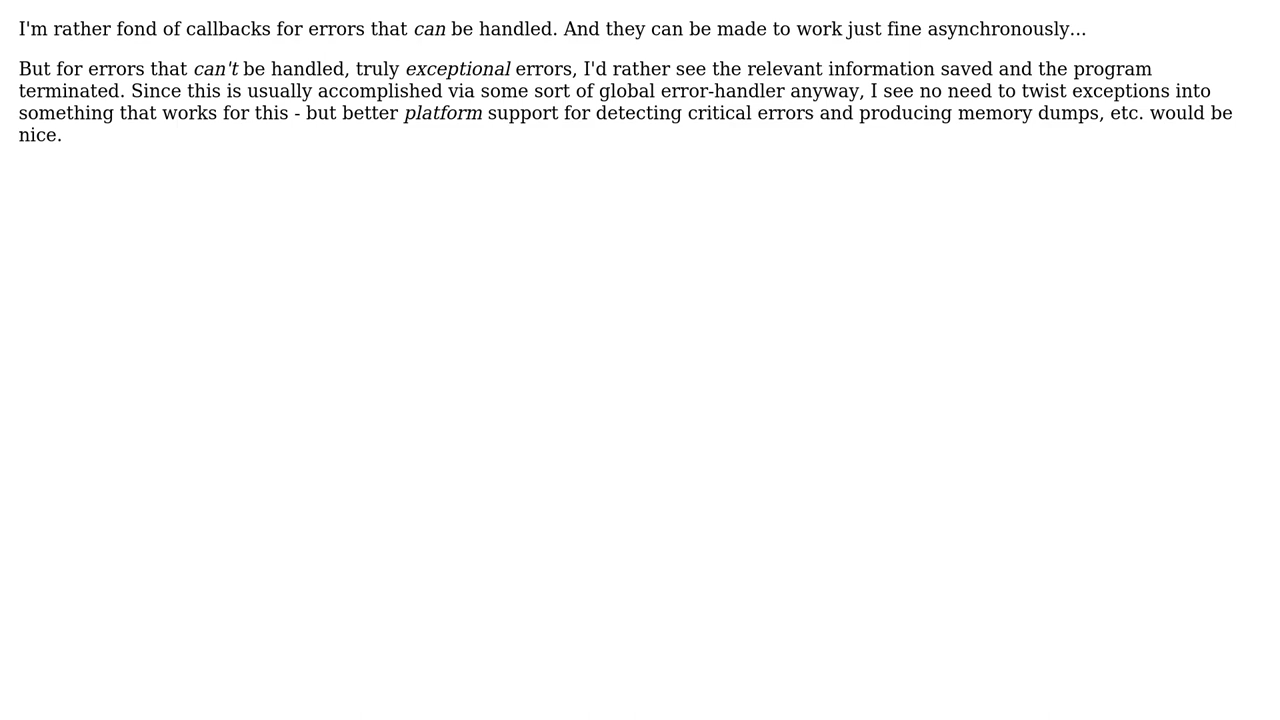 I'm rather fond of callbacks for errors that can be handled. And they can be made to work just fine asynchronously...
But for errors that can't be handled, truly exceptional errors, I'd rather see the relevant information saved and the program
terminated. Since this is usually accomplished via some sort of global error-handler anyway, I see no need to twist exceptions into
something that works for this - but better platform support for detecting critical errors and producing memory dumps, etc. would be
nice.